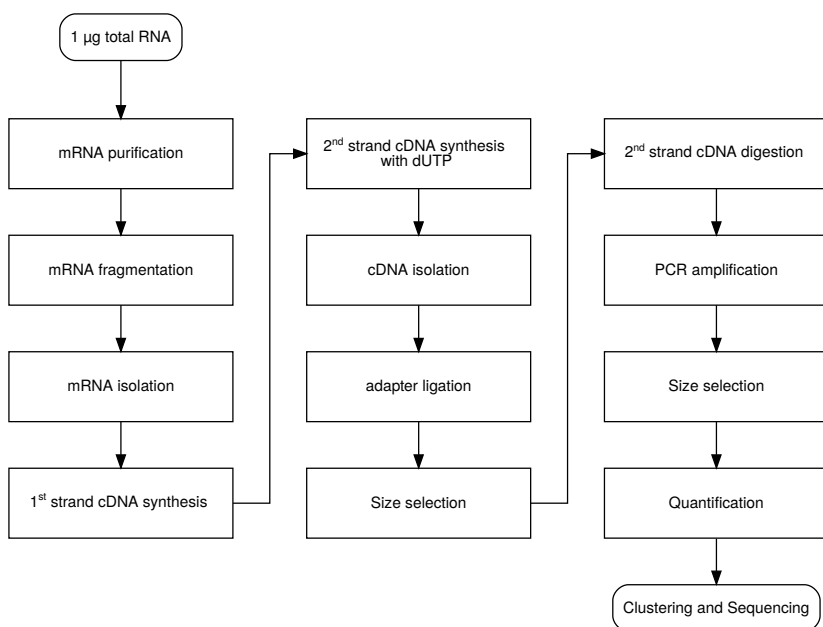 1 µg total RNA
mRNA purification
mRNA fragmentation
mRNA isolation
1st strand cDNA synthesis
2nd strand cDNA synthesis
with dUTP
cDNA isolation
adapter ligation
Size selection
2nd strand cDNA digestion
PCR amplification
Size selection
Quantification
Clustering and Sequencing